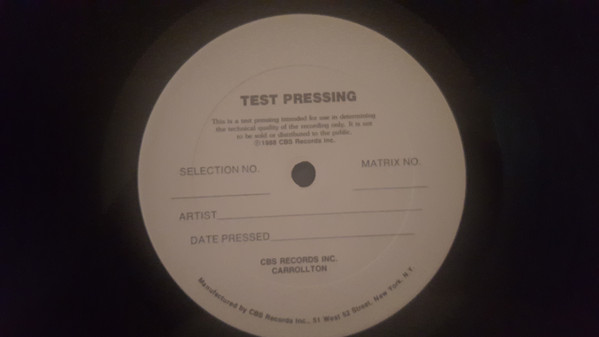 TEST PRESSING
This is a test pressing intended for use in determining
the technical quality of the recording only. It is not
to be sold or distributed to the public.
Ⓟ1988 CBS Records Inc.
SELECTION NO.
MATRIX NO.
ARTIST
DATE PRESSED
CBS RECORDS INC.
CARROLLTON
Manufactured by CBS Records Inc., 51 West 52 Street, New York, N.Y.